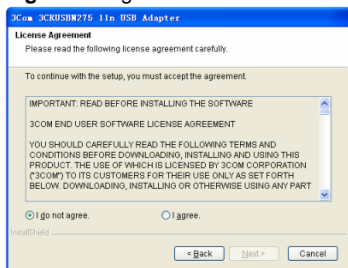 3Com 3CRUSBN275 11n USB Adapter
License Agreement
Please read the following license agreement carefully.
To continue with the setup, you must accept the agreement.
IMPORTANT: READ BEFORE INSTALLING THE SOFTWARE
3COM END USER SOFTWARE LICENSE AGREEMENT
YOU SHOULD CAREFULLY READ THE FOLLOWING TERMS AND
CONDITIONS BEFORE DOWNLOADING, INSTALLING AND USING THIS
PRODUCT. THE USE OF WHICH IS LICENSED BY 3COM CORPORATION
("3COM") TO ITS CUSTOMERS FOR THEIR USE ONLY AS SET FORTH
BELOW. DOWNLOADING, INSTALLING OR OTHERWISE USING ANY PART
I do not agree.
I agree.
InstallShield
< Back
Next >
Cancel